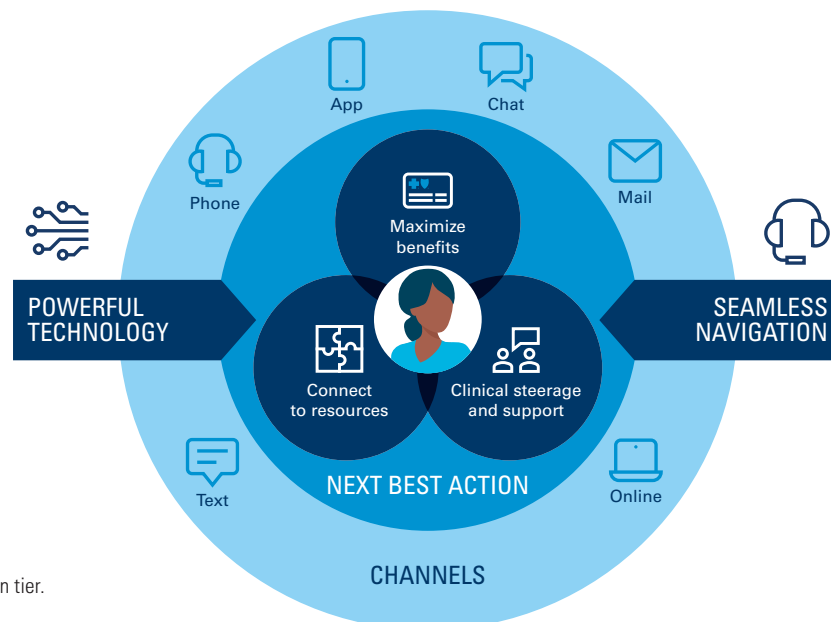 App
Chat
Phone
Mail
Maximize
benefits
POWERFUL
TECHNOLOGY
SEAMLESS
NAVIGATION
Connect
to resources
Clinical steerage
and support
Text
NEXT BEST ACTION
Online
CHANNELS
n tier.